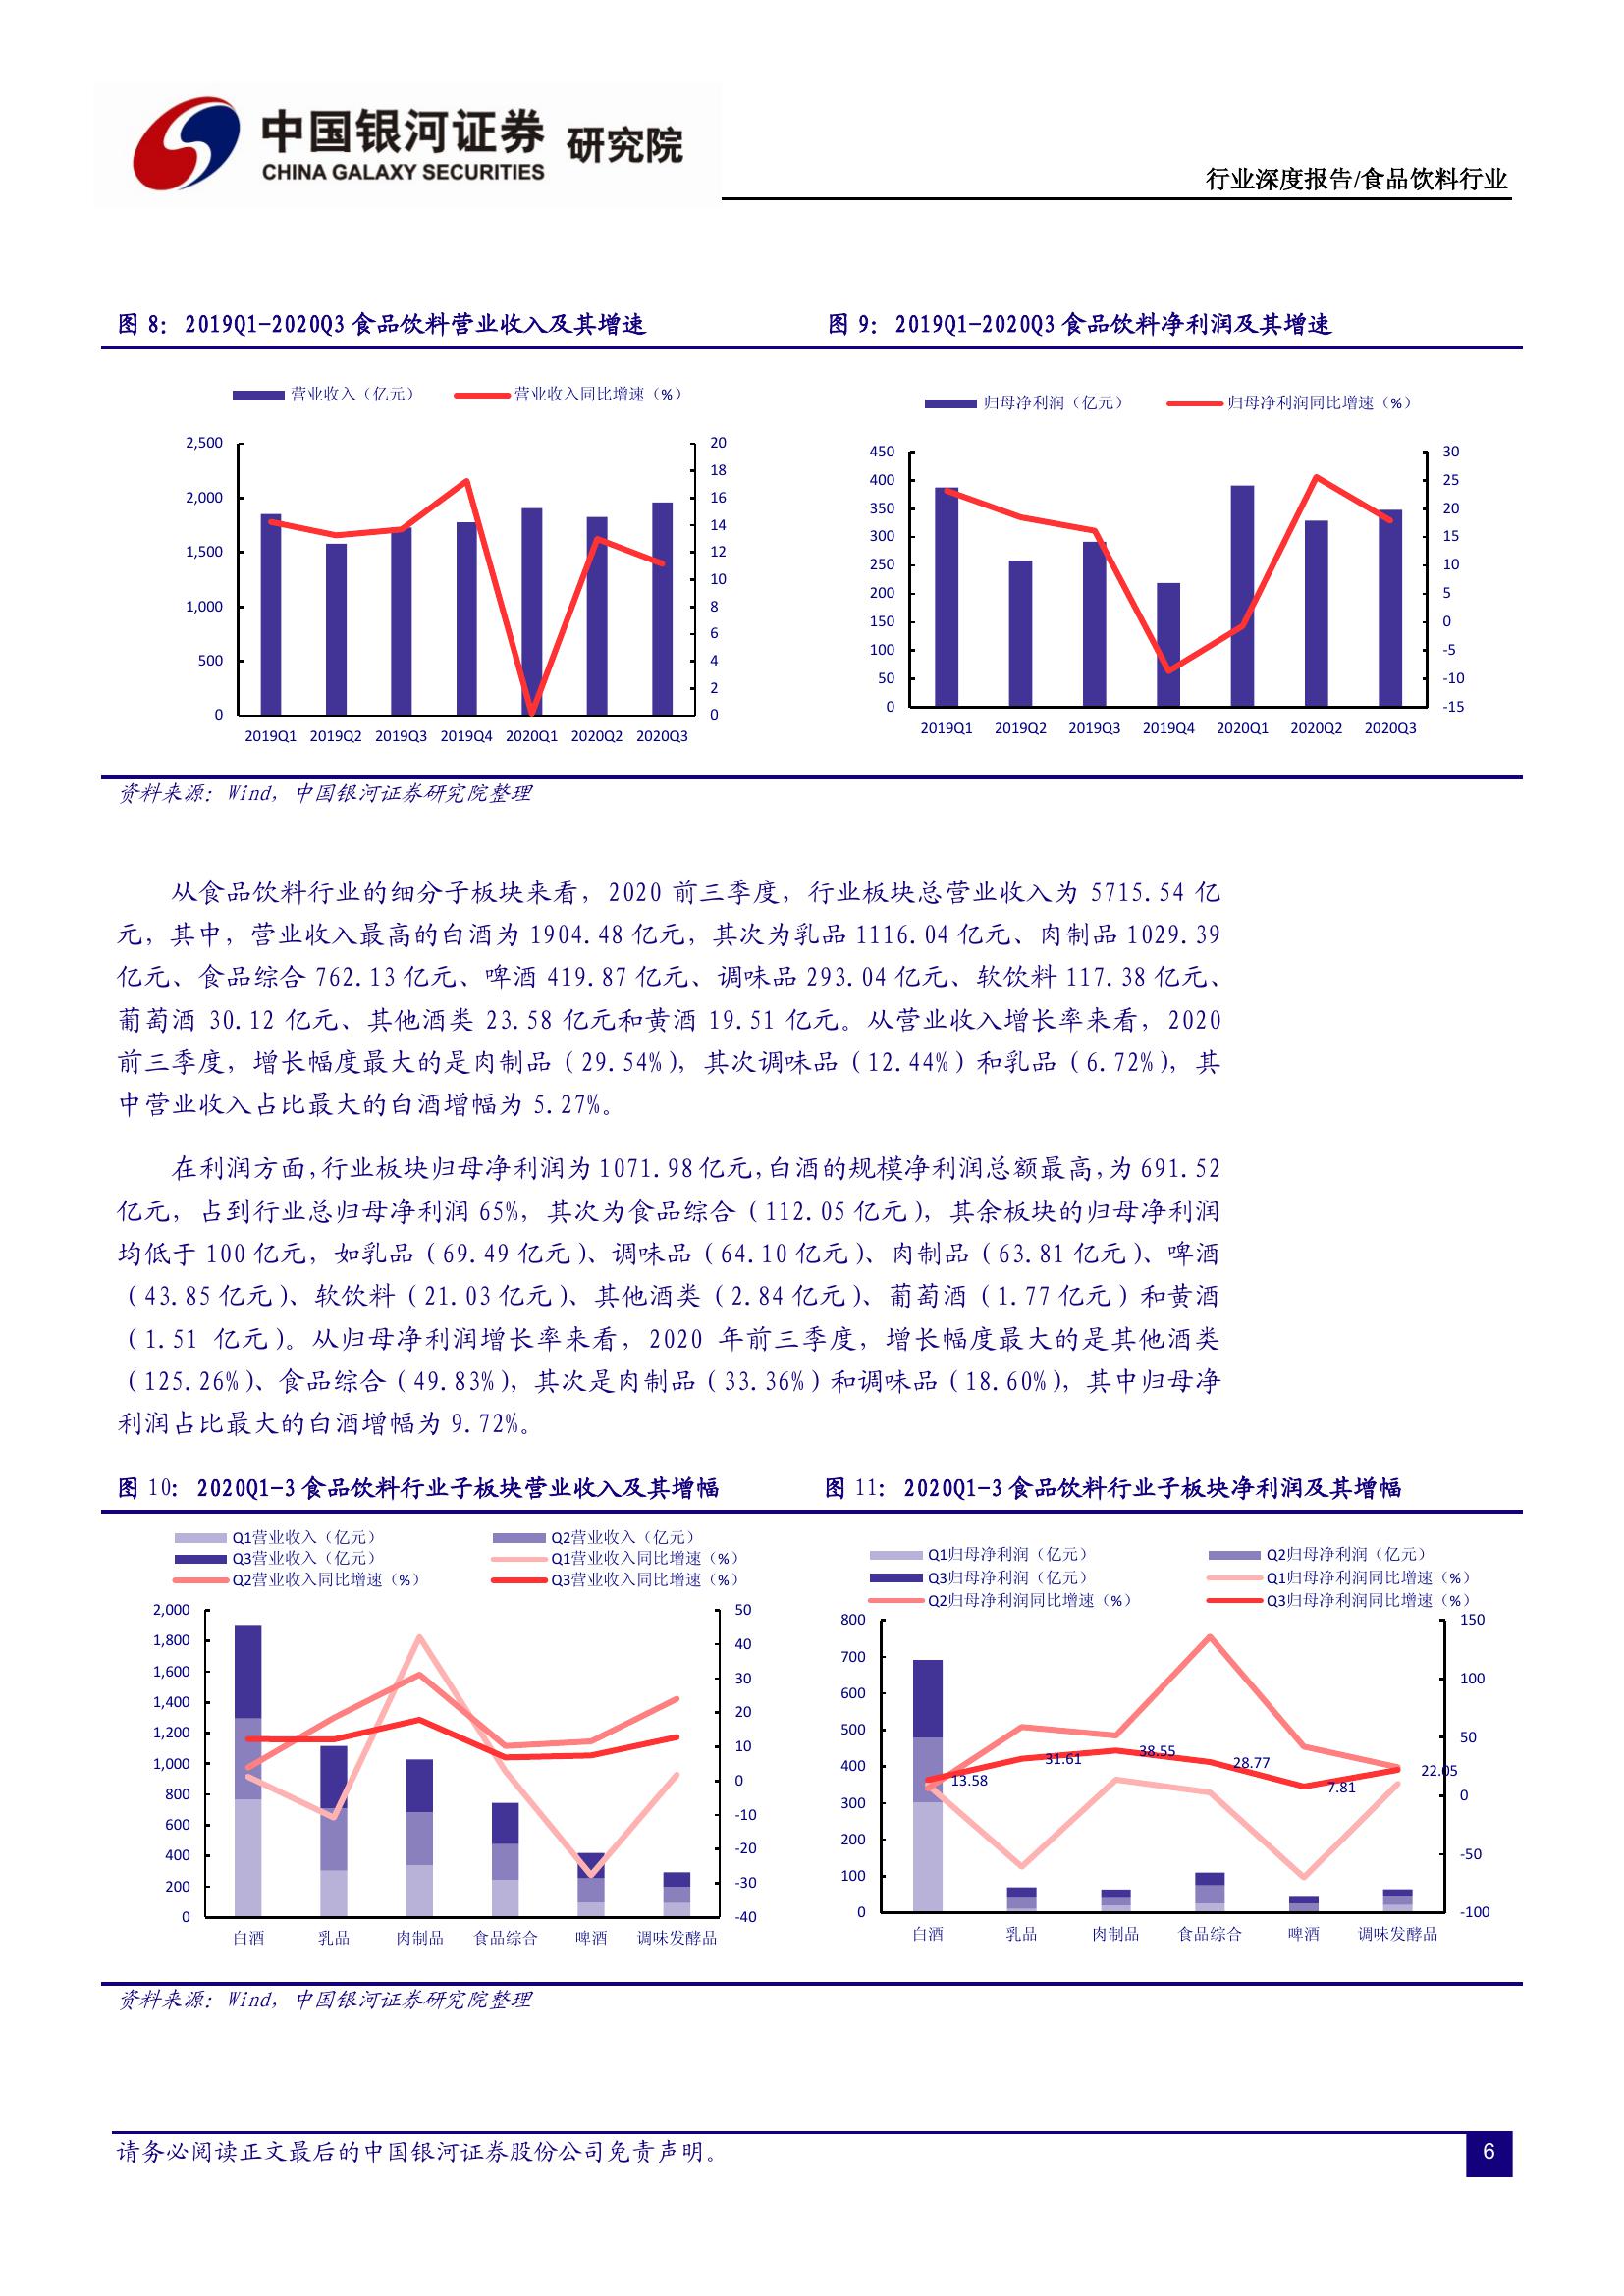 中国银河证券 研究院
CHINA GALAXY SECURITIES
行业深度报告/食品饮料行业
图 8： 2019Q1-2020Q3 食品饮料营业收入及其增速
营业收入（亿元） 营业收入同比增速（%）
2,500
2,000
1,500
1,000
500
0
20
18
16
14
12
10
8
6
4
2
0
2019Q1 2019Q2 2019Q3 2019Q4 2020Q1 2020Q2 2020Q3
图 9： 2019Q1-2020Q3 食品饮料净利润及其增速
归母净利润（亿元） 归母净利润同比增速（%）
450
400
350
300
250
200
150
100
50
0
30
25
20
15
10
5
0
-5
-10
-15
2019Q1 2019Q2 2019Q3 2019Q4 2020Q1 2020Q2 2020Q3
资料来源：Wind，中国银河证券研究院整理
从食品饮料行业的细分子板块来看，2020 前三季度，行业板块总营业收入为 5715.54 亿
元，其中，营业收入最高的白酒为 1904.48 亿元，其次为乳品 1116.04 亿元、肉制品 1029.39
亿元、食品综合 762.13 亿元、啤酒 419.87 亿元、调味品 293.04 亿元、软饮料 117.38 亿元、
葡萄酒 30.12 亿元、其他酒类 23.58 亿元和黄酒 19.51 亿元。从营业收入增长率来看，2020
前三季度，增长幅度最大的是肉制品（29.54%），其次调味品（12.44%）和乳品（6.72%），其
中营业收入占比最大的白酒增幅为 5.27%。
在利润方面，行业板块归母净利润为 1071.98 亿元，白酒的规模净利润总额最高，为 691.52
亿元，占到行业总归母净利润 65%，其次为食品综合（112.05 亿元），其余板块的归母净利润
均低于 100 亿元，如乳品（69.49 亿元）、调味品（64.10 亿元）、肉制品（63.81 亿元）、啤酒
（43.85 亿元）、软饮料（21.03 亿元）、其他酒类（2.84 亿元）、葡萄酒（1.77 亿元）和黄酒
（1.51 亿元）。从归母净利润增长率来看，2020 年前三季度，增长幅度最大的是其他酒类
（125.26%）、食品综合（49.83%），其次是肉制品（33.36%）和调味品（18.60%），其中归母净
利润占比最大的白酒增幅为 9.72%。
图 10： 2020Q1-3 食品饮料行业子板块营业收入及其增幅
Q1营业收入（亿元） Q2营业收入（亿元）
Q3营业收入（亿元） Q1营业收入同比增速（%）
Q2营业收入同比增速（%） Q3营业收入同比增速（%）
2,000
1,800
1,600
1,400
1,200
1,000
800
600
400
200
0
50
40
30
20
10
0
-10
-20
-30
-40
白酒 乳品 肉制品 食品综合 啤酒 调味发酵品
图 11： 2020Q1-3 食品饮料行业子板块净利润及其增幅
Q1归母净利润（亿元） Q2归母净利润（亿元）
Q3归母净利润（亿元） Q1归母净利润同比增速（%）
Q2归母净利润同比增速（%） Q3归母净利润同比增速（%）
800
700
600
500
400
300
200
100
0
13.58 31.61 38.55 28.77 7.81 22.05
150
100
50
0
-50
-100
白酒 乳品 肉制品 食品综合 啤酒 调味发酵品
资料来源：Wind，中国银河证券研究院整理
请务必阅读正文最后的中国银河证券股份公司免责声明。
6